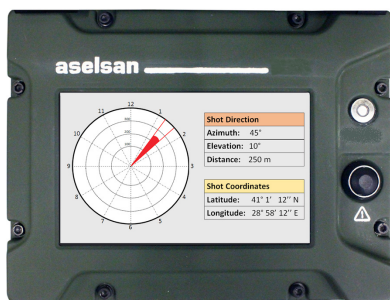 aselsan
12
11
1
10
2
9
3
8
4
7
5
6
Shot Direction
Azimuth: 45°
Elevation: 10°
Distance: 250 m
Shot Coordinates
Latitude: 41° 1' 12'' N
Longitude: 28° 58' 12'' E